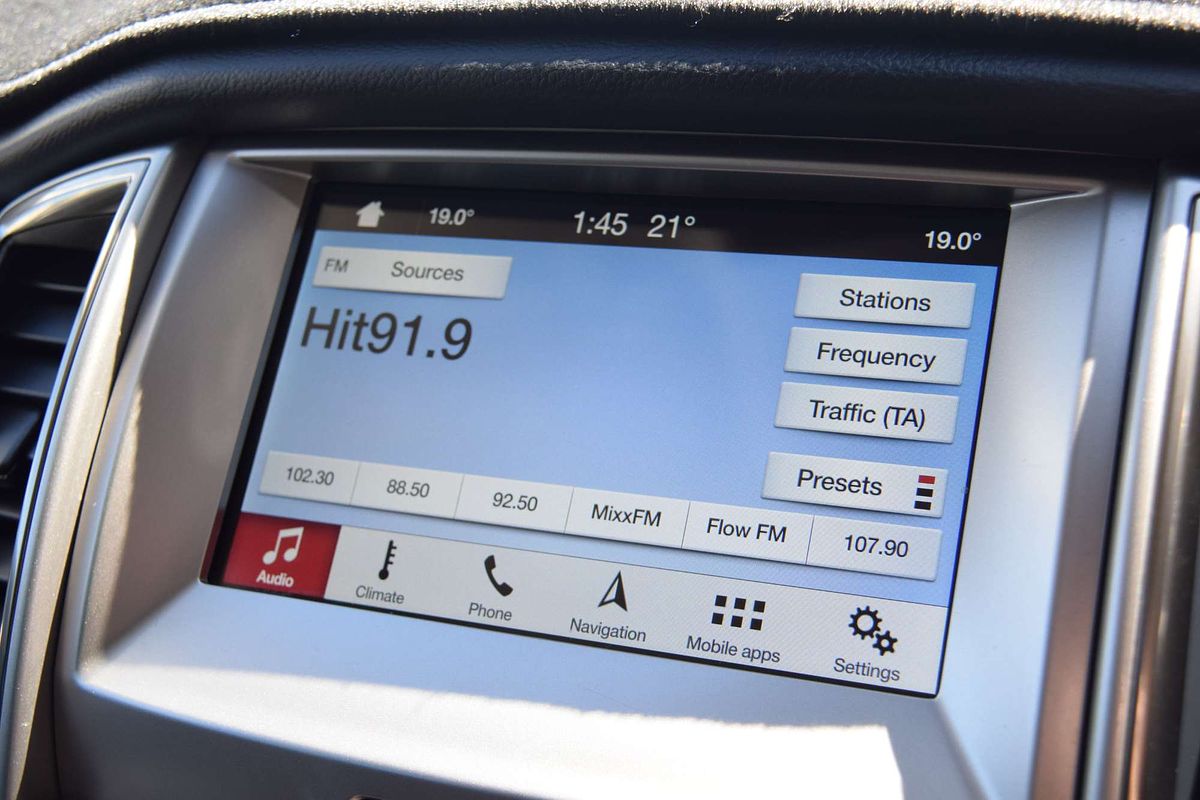 19.0° 1:45 21° 19.0°
FM Sources
Hit91.9
Stations
Frequency
Traffic (TA)
Presets
102.30 88.50 92.50 MixxFM Flow FM 107.90
Audio Climate Phone Navigation Mobile apps Settings